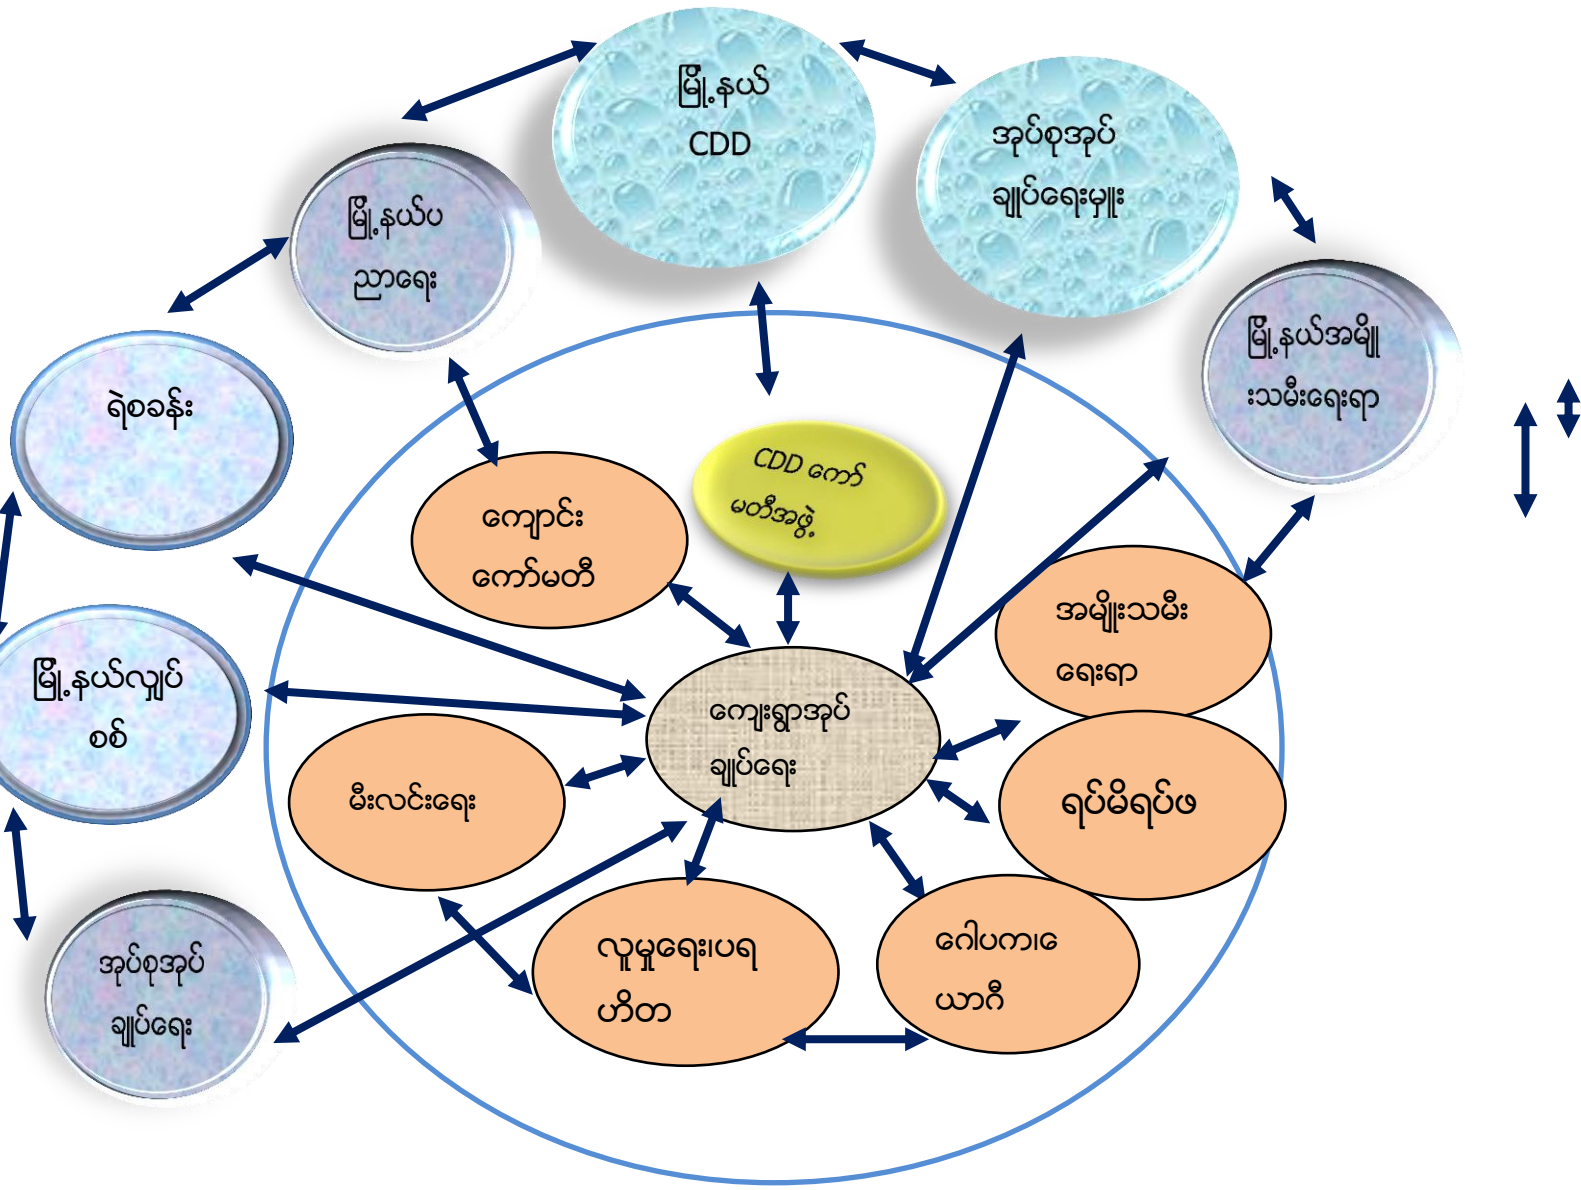 မြို့နယ်
CDD
အုပ်စုအုပ်
ချုပ်ရေးမှူး
မြို့နယ်ပ
ညာရေး
မြို့နယ်အမျို
းသမီးရေးရာ
ရဲစခန်း
CDD ကော်
မတီအဖွဲ့
ကျောင်း
ကော်မတီ
အမျိုးသမီး
ရေးရာ
မြို့နယ်လျှပ်
စစ်
ကျေးရွာအုပ်
ချုပ်ရေး
မီးလင်းရေး
ရပ်မိရပ်ဖ
လူမှုရေး၊ပရ
ဟိတ
ဂေါပက၊ေ
ယာဂီ
အုပ်စုအုပ်
ချုပ်ရေး